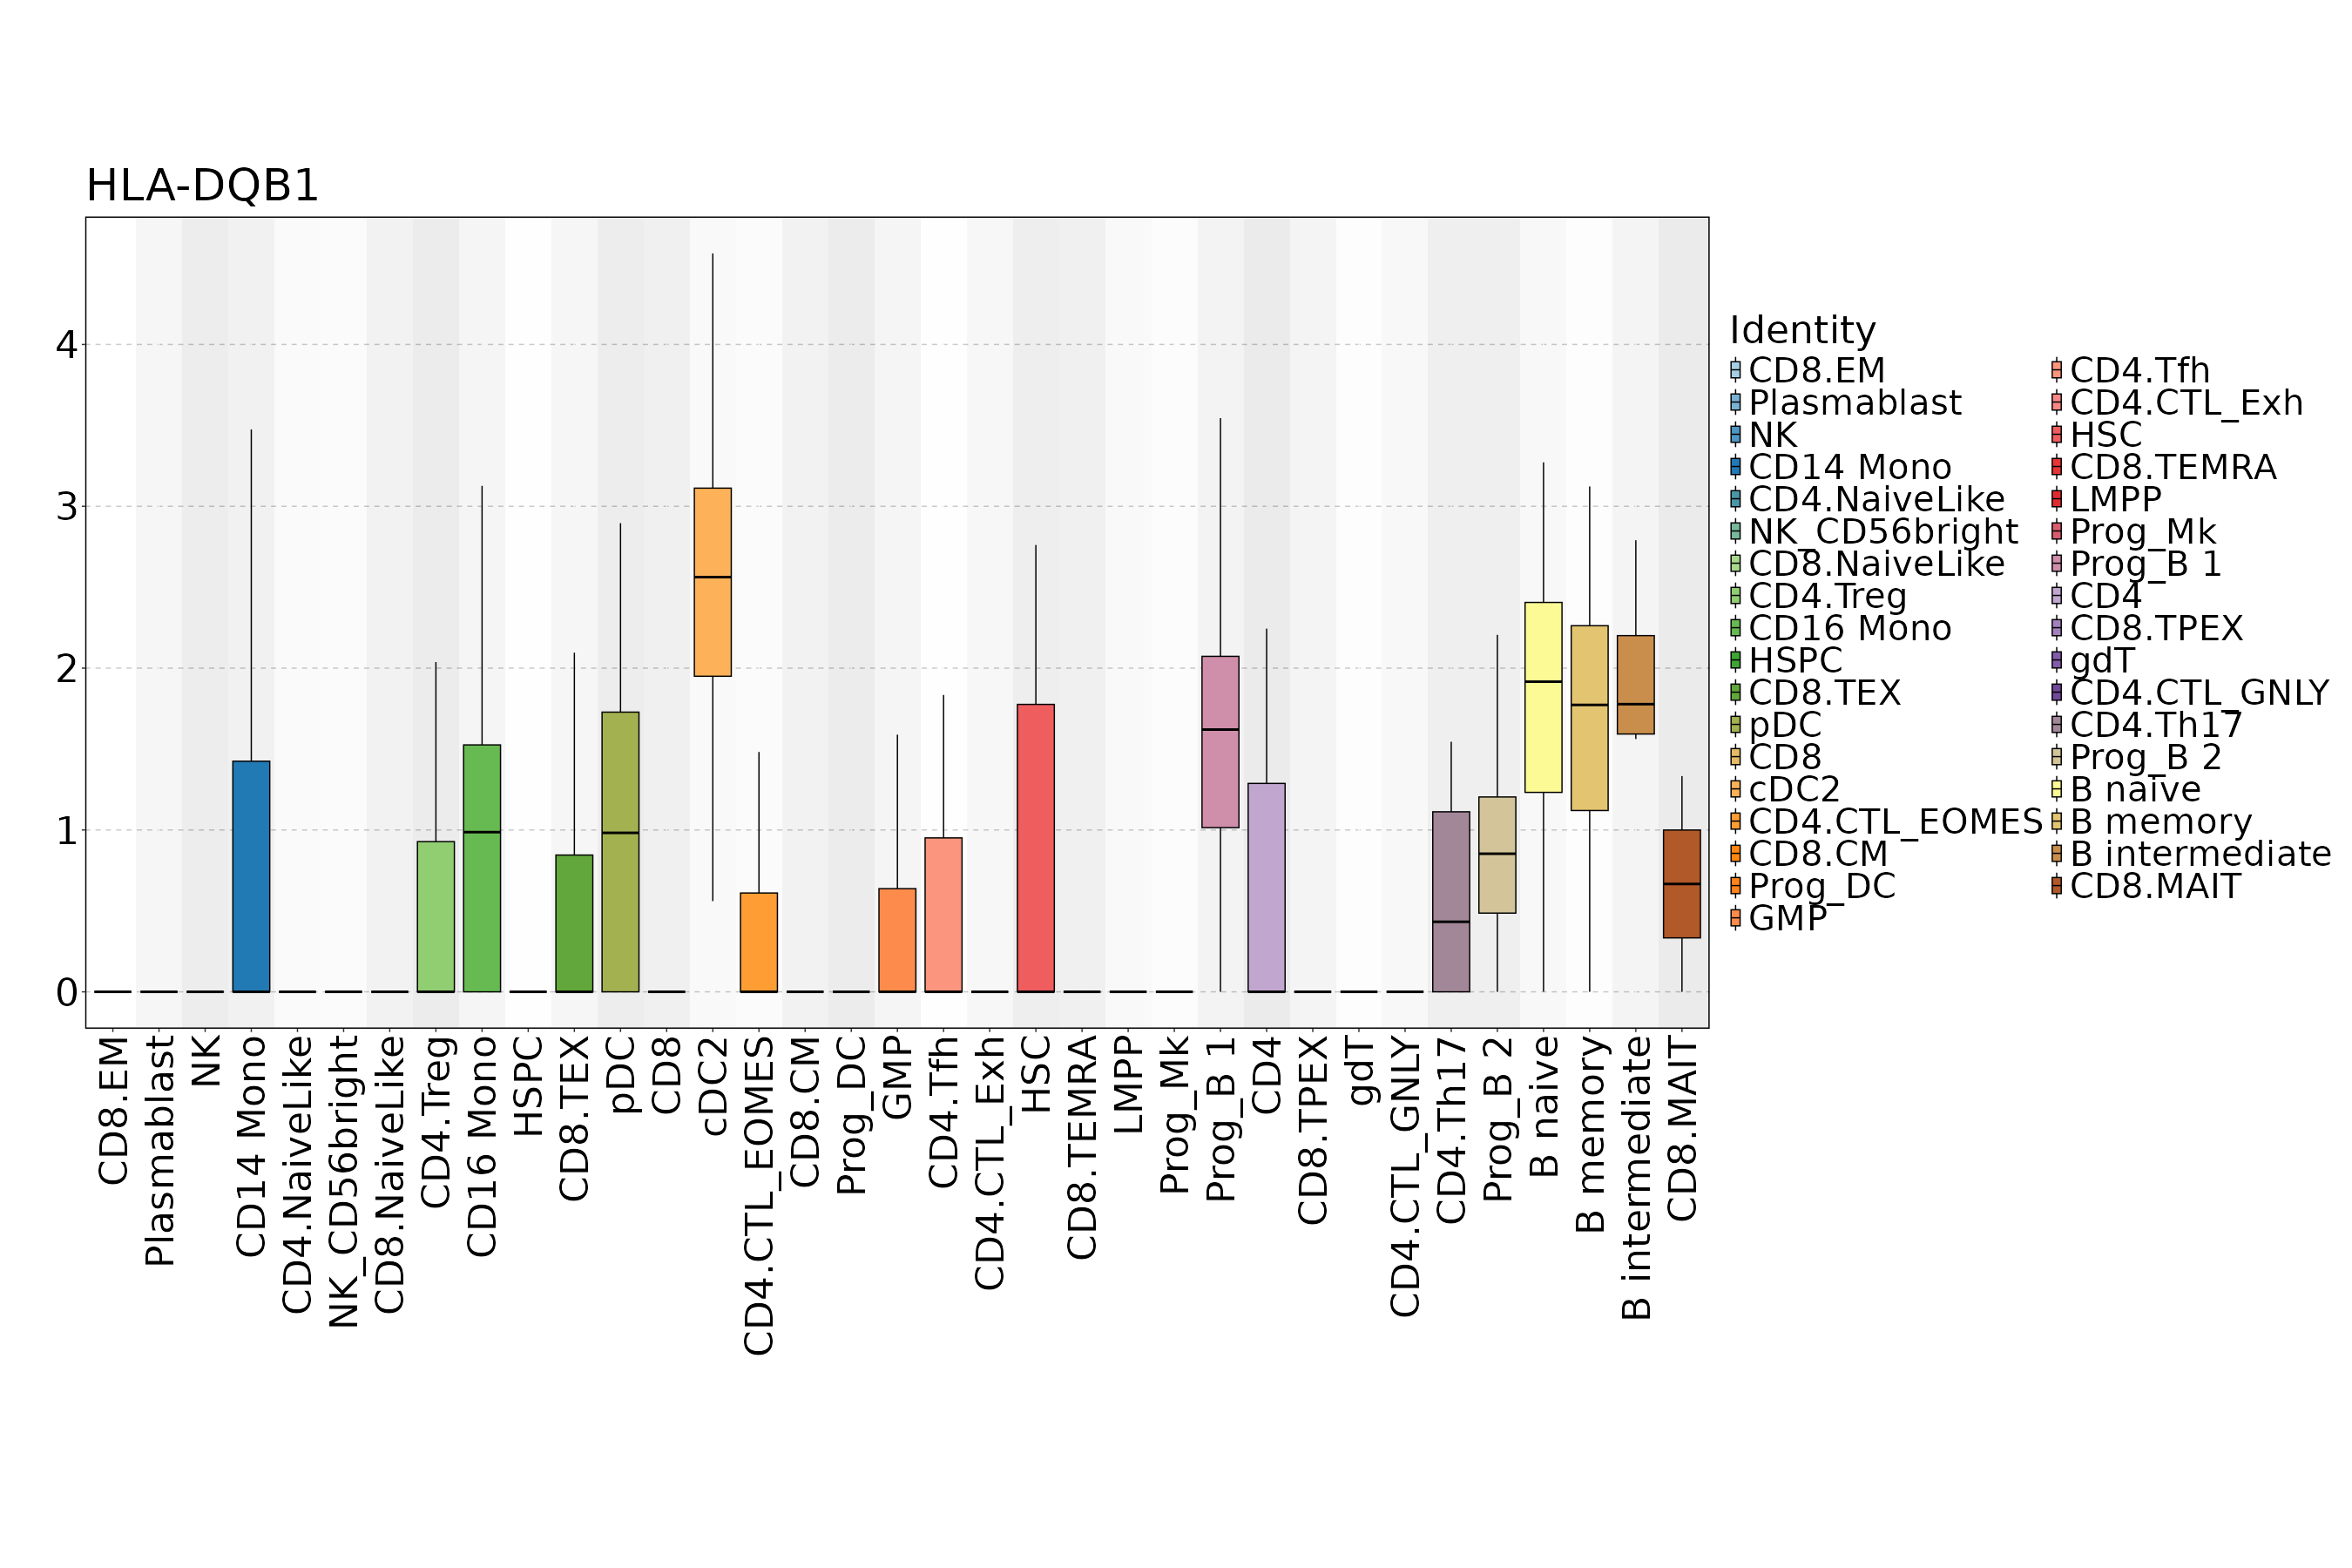 HLA-DQB1
4
3
2
1
0
CD8.EM
Plasmablast
NK
CD14 Mono
CD4.NaiveLike
NK_CD56bright
CD8.NaiveLike
CD4.Treg
CD16 Mono
HSPC
CD8.TEX
pDC
CD8
cDC2
CD4.CTL_EOMES
CD8.CM
Prog_DC
GMP
CD4.Tfh
CD4.CTL_Exh
HSC
CD8.TEMRA
LMPP
Prog_Mk
Prog_B 1
CD4
CD8.TPEX
gdT
CD4.CTL_GNLY
CD4.Th17
Prog_B 2
B naive
B memory
B intermediate
CD8.MAIT
Identity
CD8.EM
Plasmablast
NK
CD14 Mono
CD4.NaiveLike
NK_CD56bright
CD8.NaiveLike
CD4.Treg
CD16 Mono
HSPC
CD8.TEX
pDC
CD8
cDC2
CD4.CTL_EOMES
CD8.CM
Prog_DC
GMP
CD4.Tfh
CD4.CTL_Exh
HSC
CD8.TEMRA
LMPP
Prog_Mk
Prog_B 1
CD4
CD8.TPEX
gdT
CD4.CTL_GNLY
CD4.Th17
Prog_B 2
B naive
B memory
B intermediate
CD8.MAIT